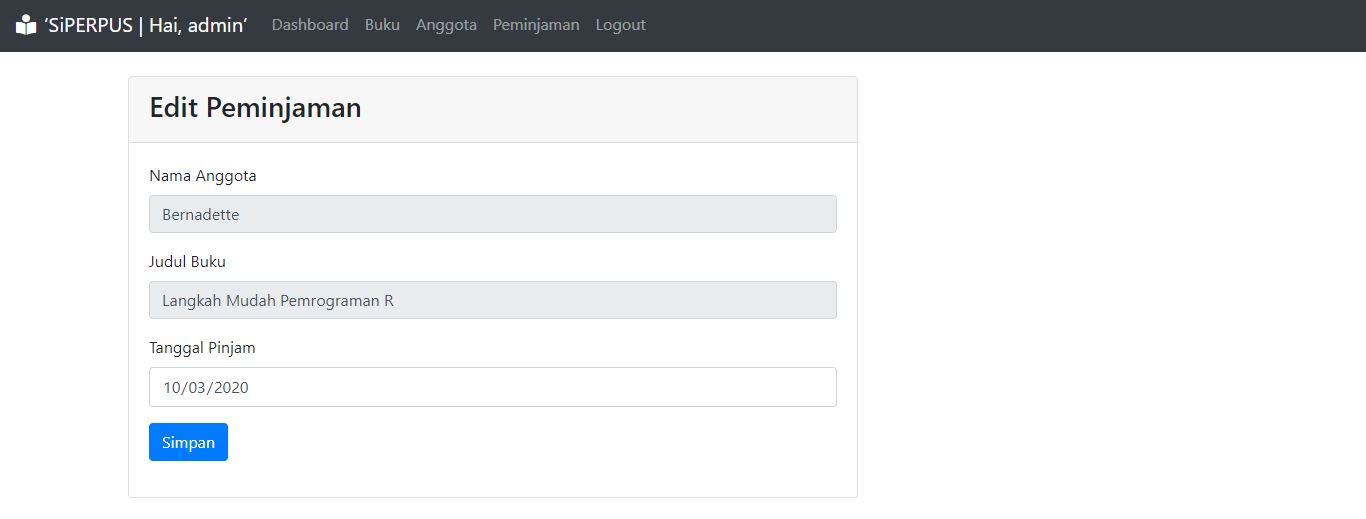 ‘SiPERPUS | Hai, admin’ Dashboard Buku Anggota Peminjaman Logout
Edit Peminjaman
Nama Anggota
Bernadette
Judul Buku
Langkah Mudah Pemrograman R
Tanggal Pinjam
10/03/2020
Simpan